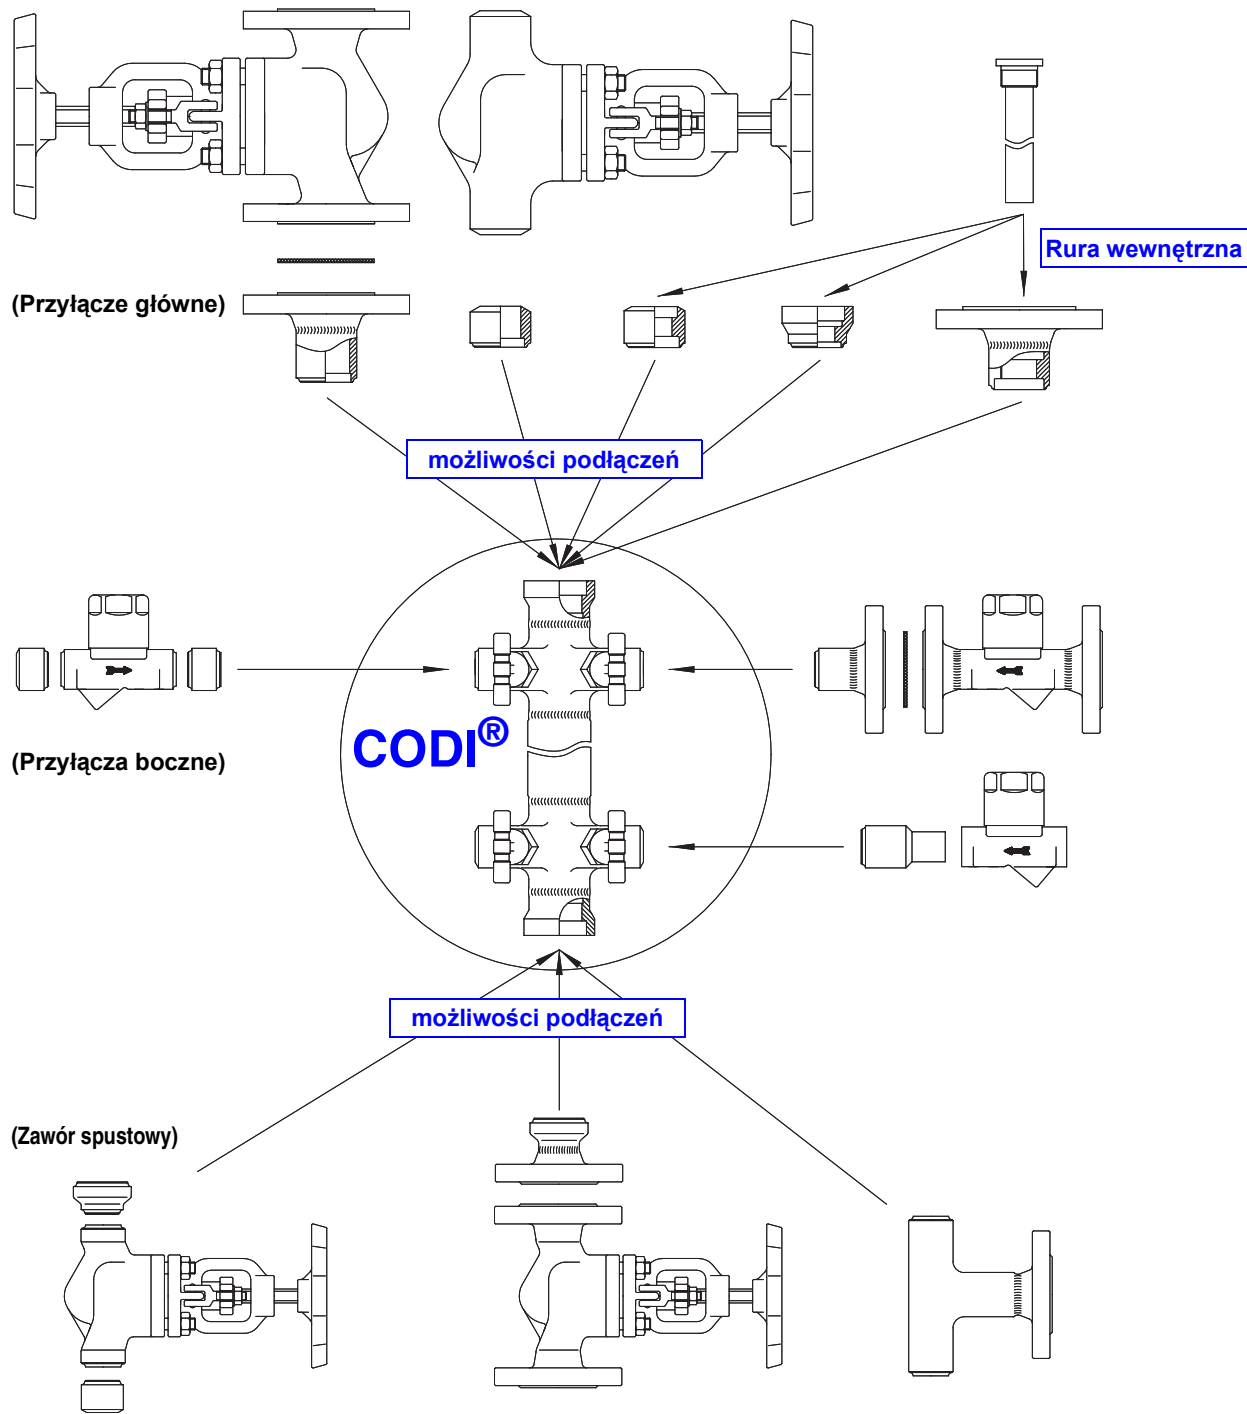 Rura wewnętrzna
(Przyłącze główne)
możliwości podłączeń
CODI®
(Przyłącza boczne)
możliwości podłączeń
(Zawór spustowy)